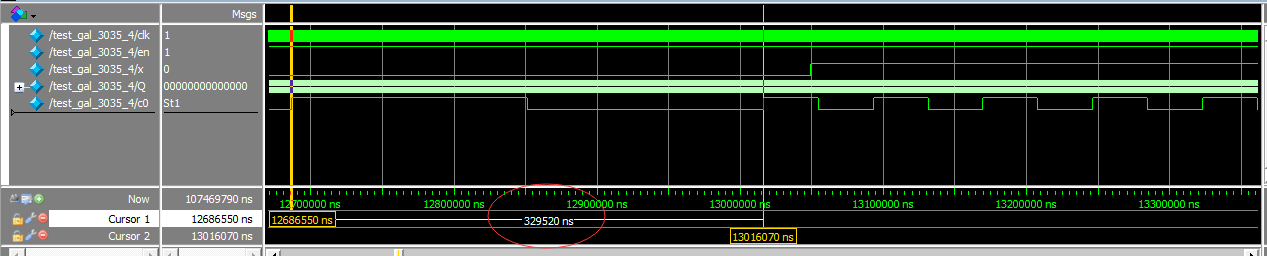 Msgs
/test_gal_3035_4/clk 1
/test_gal_3035_4/en 1
/test_gal_3035_4/x 0
/test_gal_3035_4/Q 00000000000000
/test_gal_3035_4/c0 St1
Now 107469790 ns 12700000 ns 12800000 ns 12900000 ns 13000000 ns 13100000 ns 13200000 ns 13300000 ns
Cursor 1 12686550 ns 12686550 ns 329520 ns
Cursor 2 13016070 ns 13016070 ns